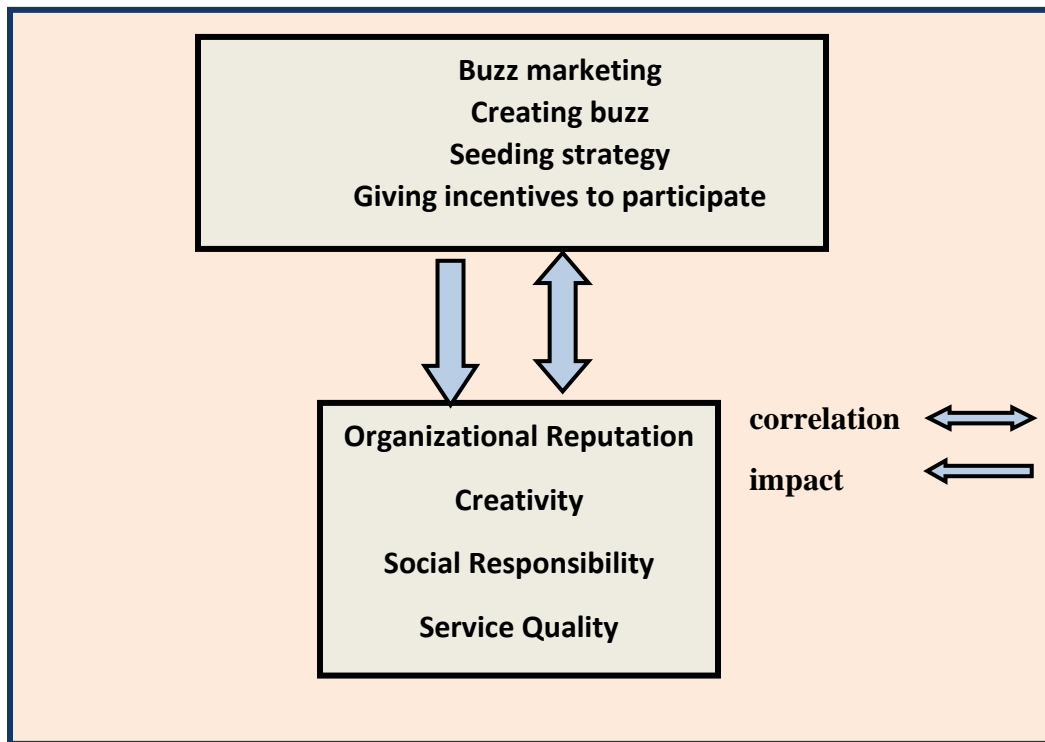 Buzz marketing
Creating buzz
Seeding strategy
Giving incentives to participate
Organizational Reputation
Creativity
Social Responsibility
Service Quality
correlation
impact